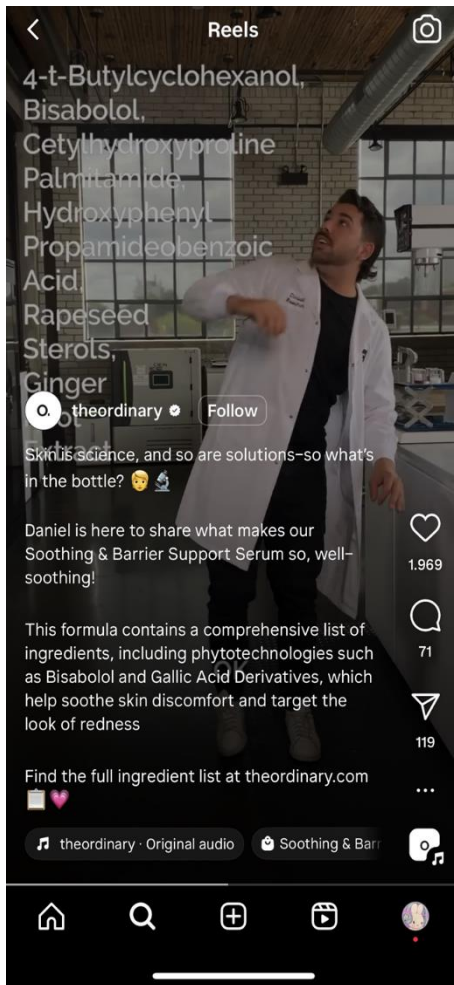 Reels
4-t-Butylcyclohexanol,
Bisabolol,
Cetylhydroxyproline
Palmitamide,
Hydroxyphenyl
Propamidobenzoic
Acid,
Rapeseed
Sterols,
Ginger
Extract
O. theordinary Follow
Skin is science, and so are solutions–so what's
in the bottle? 👨🔬
Daniel is here to share what makes our
Soothing & Barrier Support Serum so, well–
soothing!
This formula contains a comprehensive list of
ingredients, including phytotechnologies such
as Bisabolol and Gallic Acid Derivatives, which
help soothe skin discomfort and target the
look of redness
Find the full ingredient list at theordinary.com
📋💗
1.969
71
119
theordinary · Original audio
Soothing & Barr